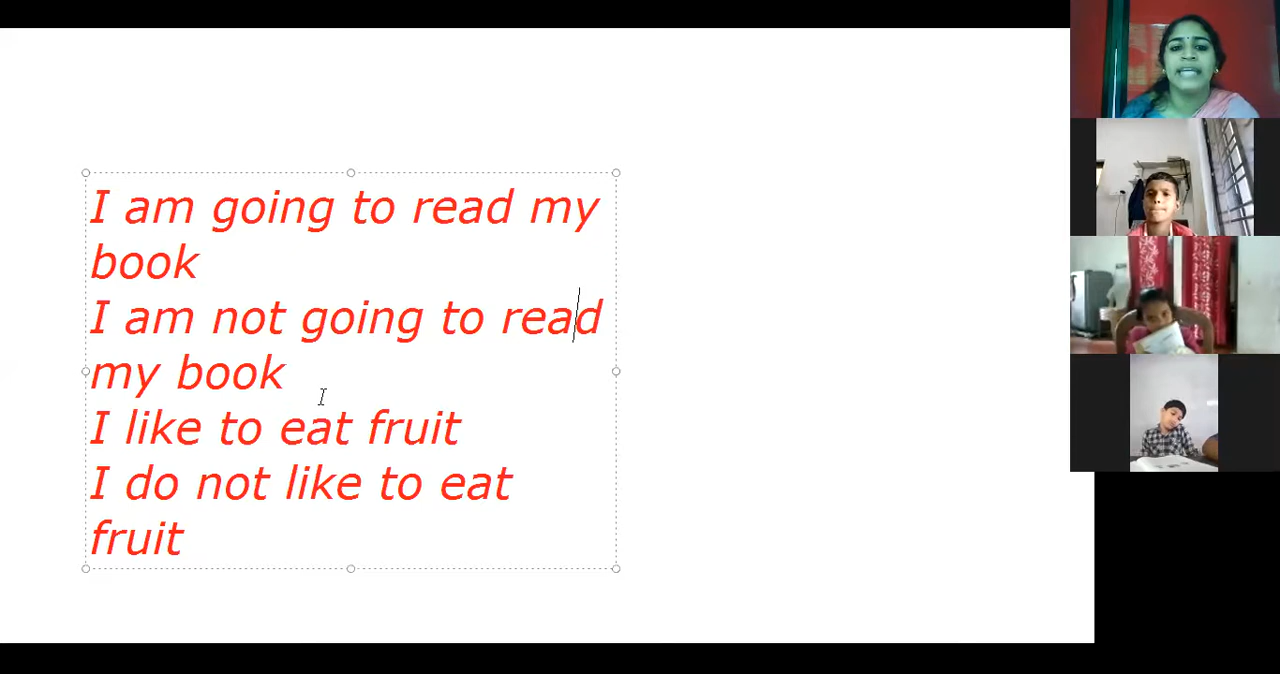 I am going to read my
book
I am not going to read
my book
I like to eat fruit
I do not like to eat
fruit